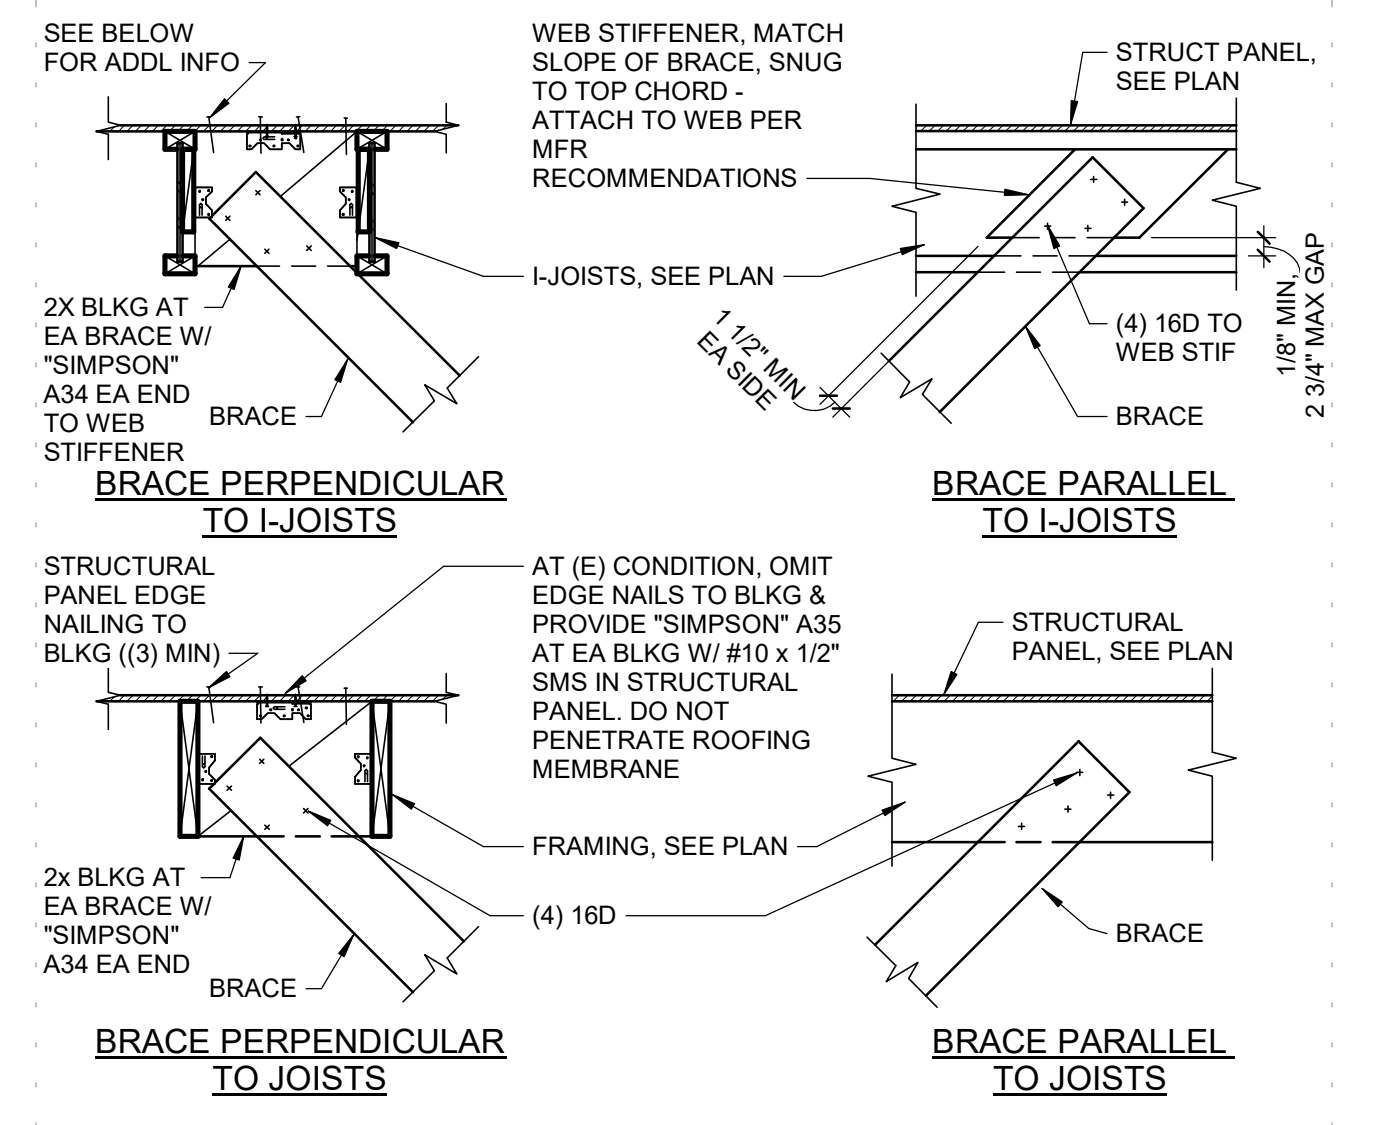 SEE BELOW
FOR ADDL INFO
WEB STIFFENER, MATCH
SLOPE OF BRACE, SNUG
TO TOP CHORD -
ATTACH TO WEB PER
MFR
RECOMMENDATIONS
STRUCT PANEL,
SEE PLAN
I-JOISTS, SEE PLAN
2X BLKG AT
EA BRACE W/
"SIMPSON"
A34 EA END
TO WEB
STIFFENER
BRACE
1 1/2" MIN
EA SIDE
(4) 16D TO
WEB STIF
1/8" MIN,
2 3/4" MAX GAP
BRACE
BRACE PERPENDICULAR
TO I-JOISTS
BRACE PARALLEL
TO I-JOISTS
STRUCTURAL
PANEL EDGE
NAILING TO
BLKG ((3) MIN)
AT (E) CONDITION, OMIT
EDGE NAILS TO BLKG &
PROVIDE "SIMPSON" A35
AT EA BLKG W/ #10 x 1/2"
SMS IN STRUCTURAL
PANEL. DO NOT
PENETRATE ROOFING
MEMBRANE
STRUCTURAL
PANEL, SEE PLAN
FRAMING, SEE PLAN
2x BLKG AT
EA BRACE W/
"SIMPSON"
A34 EA END
(4) 16D
BRACE
BRACE
BRACE PERPENDICULAR
TO JOISTS
BRACE PARALLEL
TO JOISTS